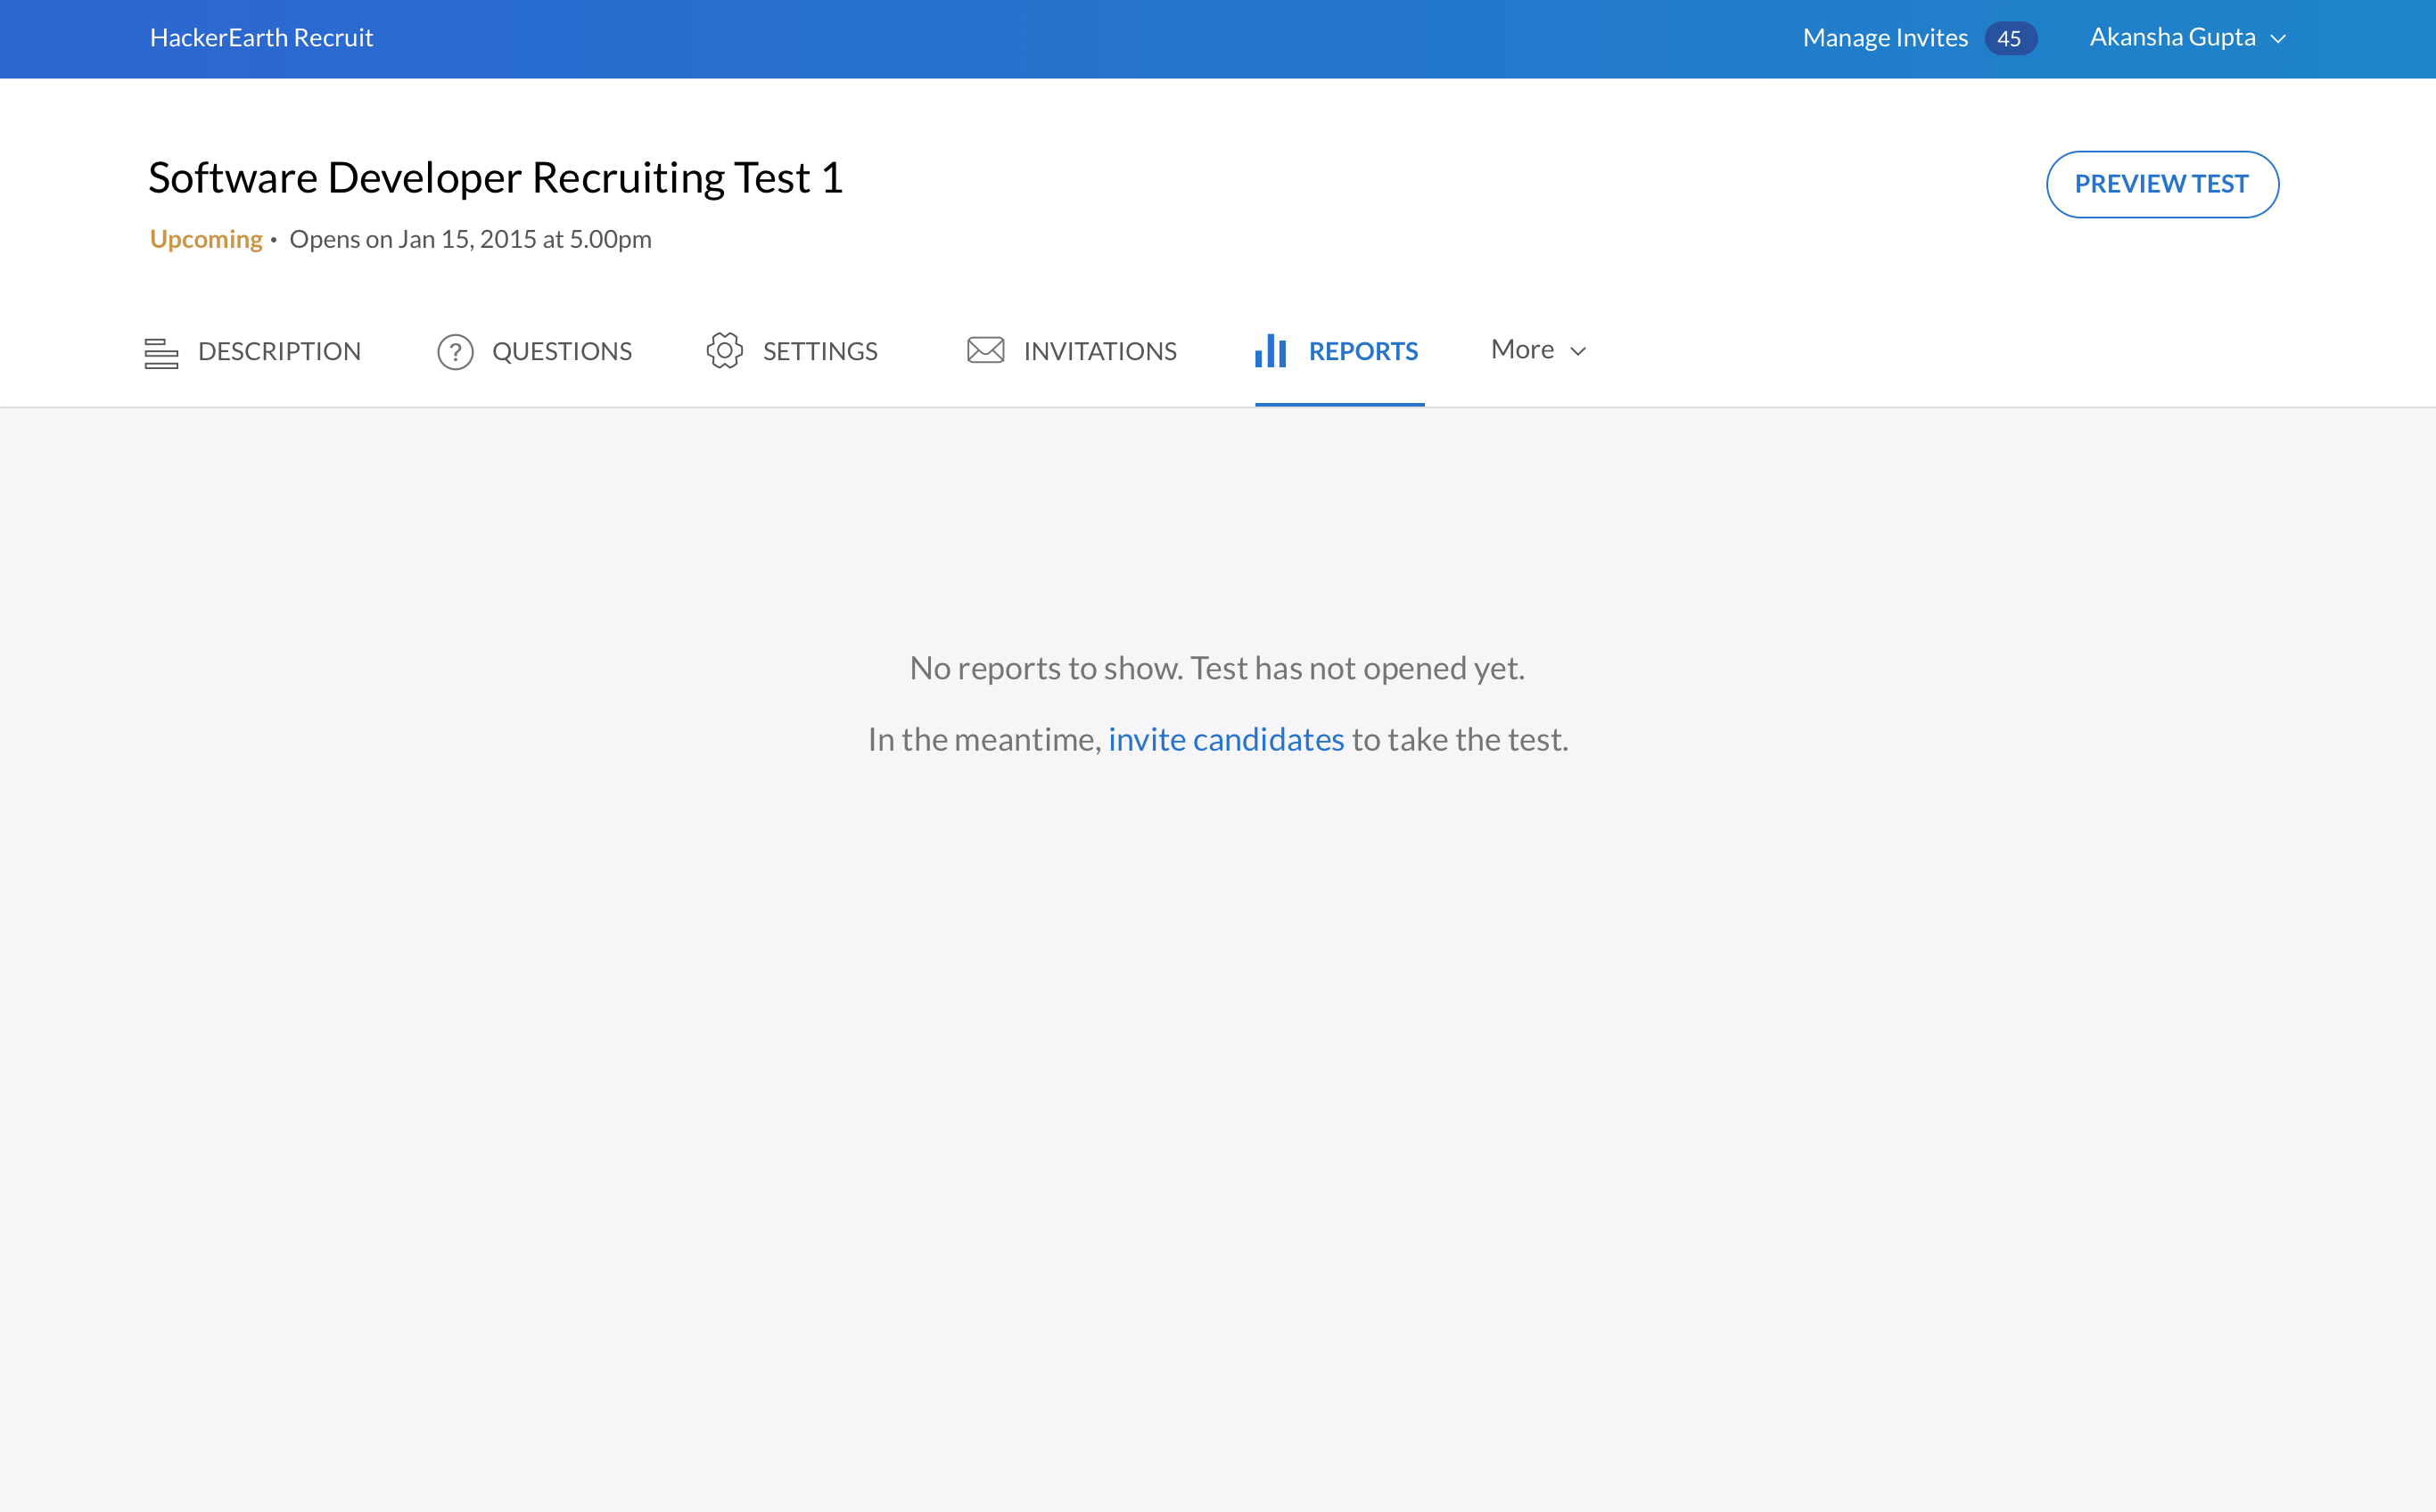 HackerEarth Recruit
Manage Invites 45
Akansha Gupta
Software Developer Recruiting Test 1
PREVIEW TEST
Upcoming • Opens on Jan 15, 2015 at 5.00pm
DESCRIPTION
? QUESTIONS
SETTINGS
INVITATIONS
REPORTS
More
No reports to show. Test has not opened yet.
In the meantime, invite candidates to take the test.